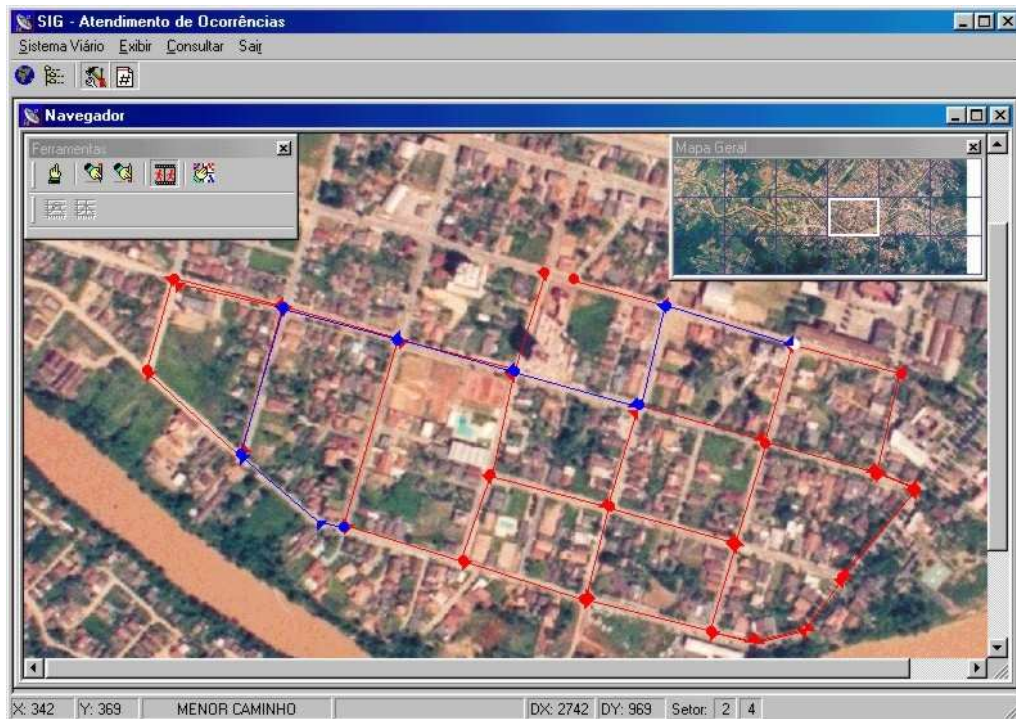 SIG - Atendimento de Ocorrências
Sistema Viário Exibir Consultar Sair
Navegador
Ferramentas
Mapa Geral
X: 342 Y: 369 MENOR CAMINHO DX: 2742 DY: 969 Setor: 2 4